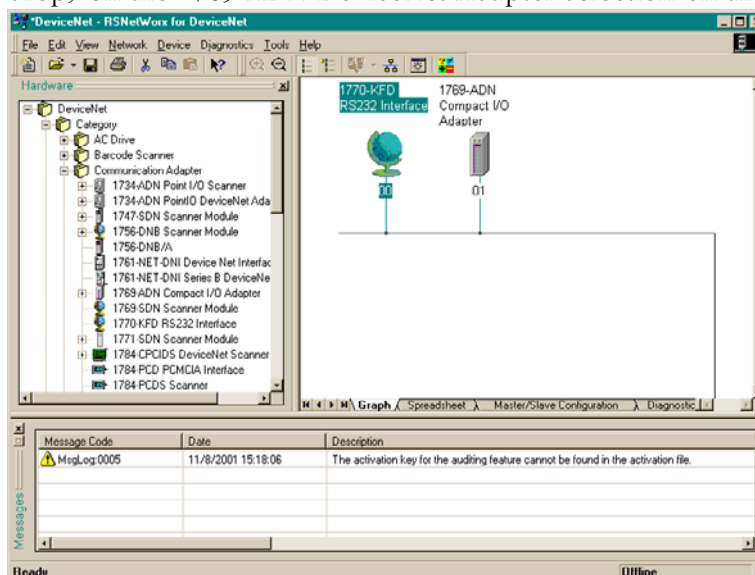 *DeviceNet - RSNetWorx for DeviceNet
File Edit View Network Device Diagnostics Tools Help
Hardware
DeviceNet
Category
AC Drive
Barcode Scanner
Communication Adapter
1734-ADN Point I/O Scanner
1734-ADN PointIO DeviceNet Ada
1747-SDN Scanner Module
1756-DNB Scanner Module
1756-DNB/A
1761-NET-DNI Device Net Interfac
1761-NET-DNI Series B DeviceNe
1769-ADN Compact I/O Adapter
1769-SDN Scanner Module
1770-KFD RS232 Interface
1771-SDN Scanner Module
1784-CPCIDS DeviceNet Scanner
1784-PCD PCMCIA Interface
1784-PCDS Scanner
1770-KFD
RS232 Interface
00
1769-ADN
Compact I/O
Adapter
01
Graph Spreadsheet Master/Slave Configuration Diagnostic
Messages
Message Code Date Description
MsgLog:0005 11/8/2001 15:18:06 The activation key for the auditing feature cannot be found in the activation file.
Ready Offline